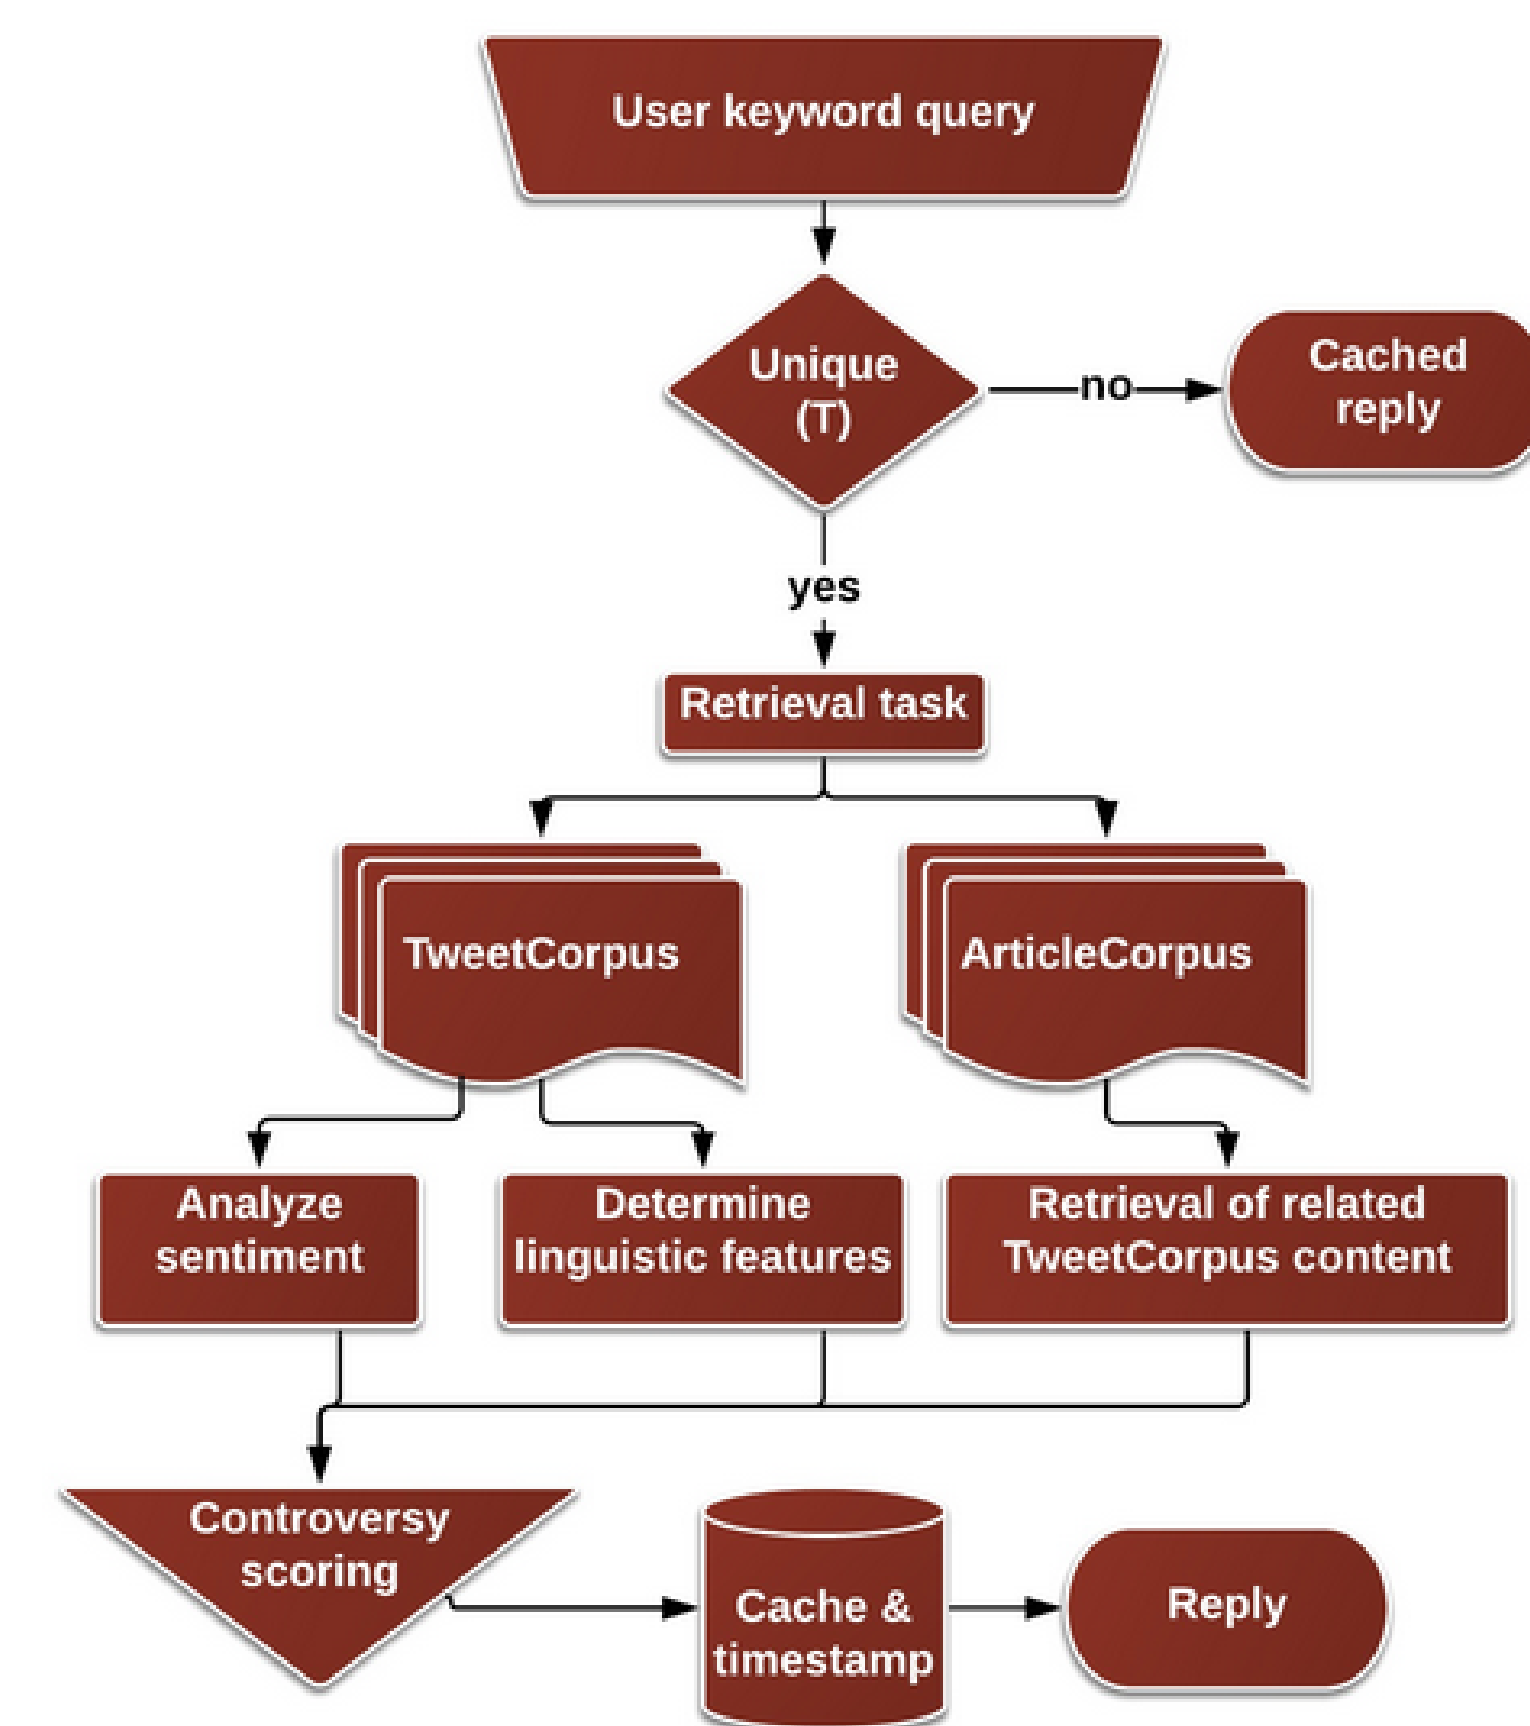 User keyword query
Unique
(T)
no
Cached
reply
yes
Retrieval task
TweetCorpus
ArticleCorpus
Analyze
sentiment
Determine
linguistic features
Retrieval of related
TweetCorpus content
Controversy
scoring
Cache &
timestamp
Reply